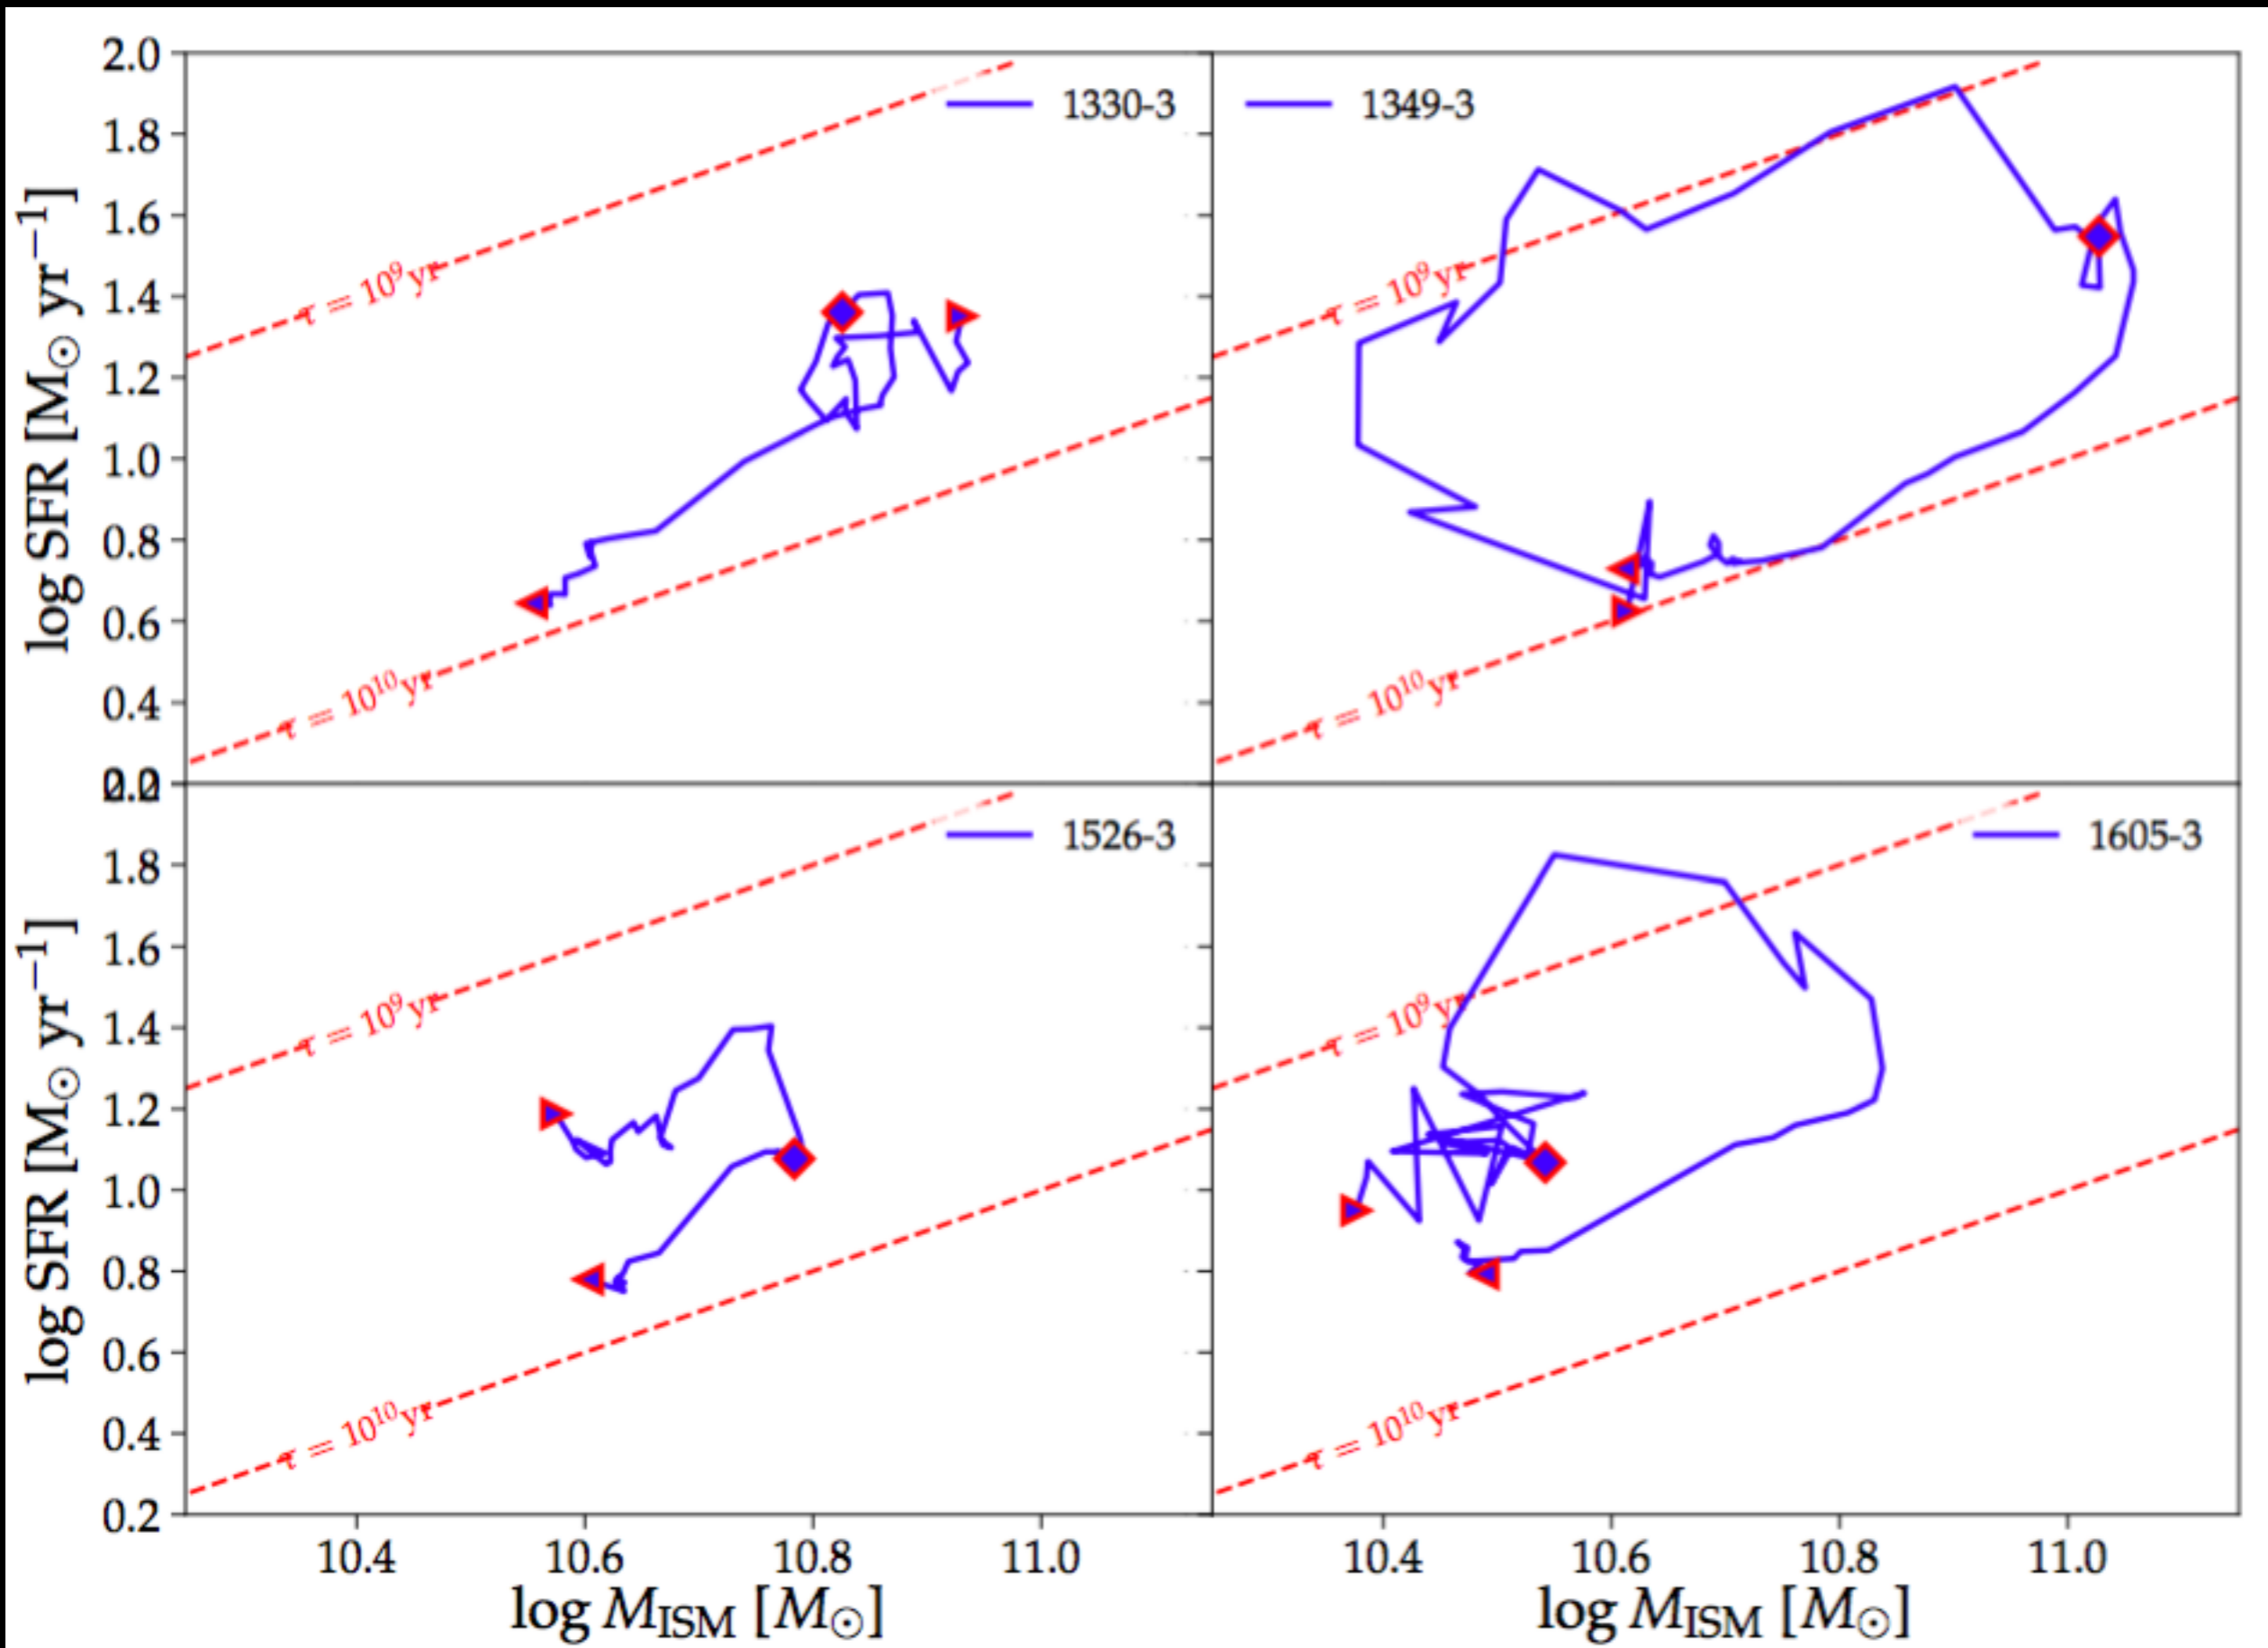 2.0
1.8
1.6
1.4
1.2
1.0
0.8
0.6
0.4
log SFR [M⊙ yr⁻¹]
1330-3
τ = 10⁹yr
τ = 10¹⁰yr
1349-3
τ = 10⁹yr
τ = 10¹⁰yr
2.0
1.8
1.6
1.4
1.2
1.0
0.8
0.6
0.4
0.2
log SFR [M⊙ yr⁻¹]
1526-3
τ = 10⁹yr
τ = 10¹⁰yr
1605-3
τ = 10⁹yr
τ = 10¹⁰yr
10.4 10.6 10.8 11.0
10.4 10.6 10.8 11.0
log M_ISM [M⊙]
log M_ISM [M⊙]